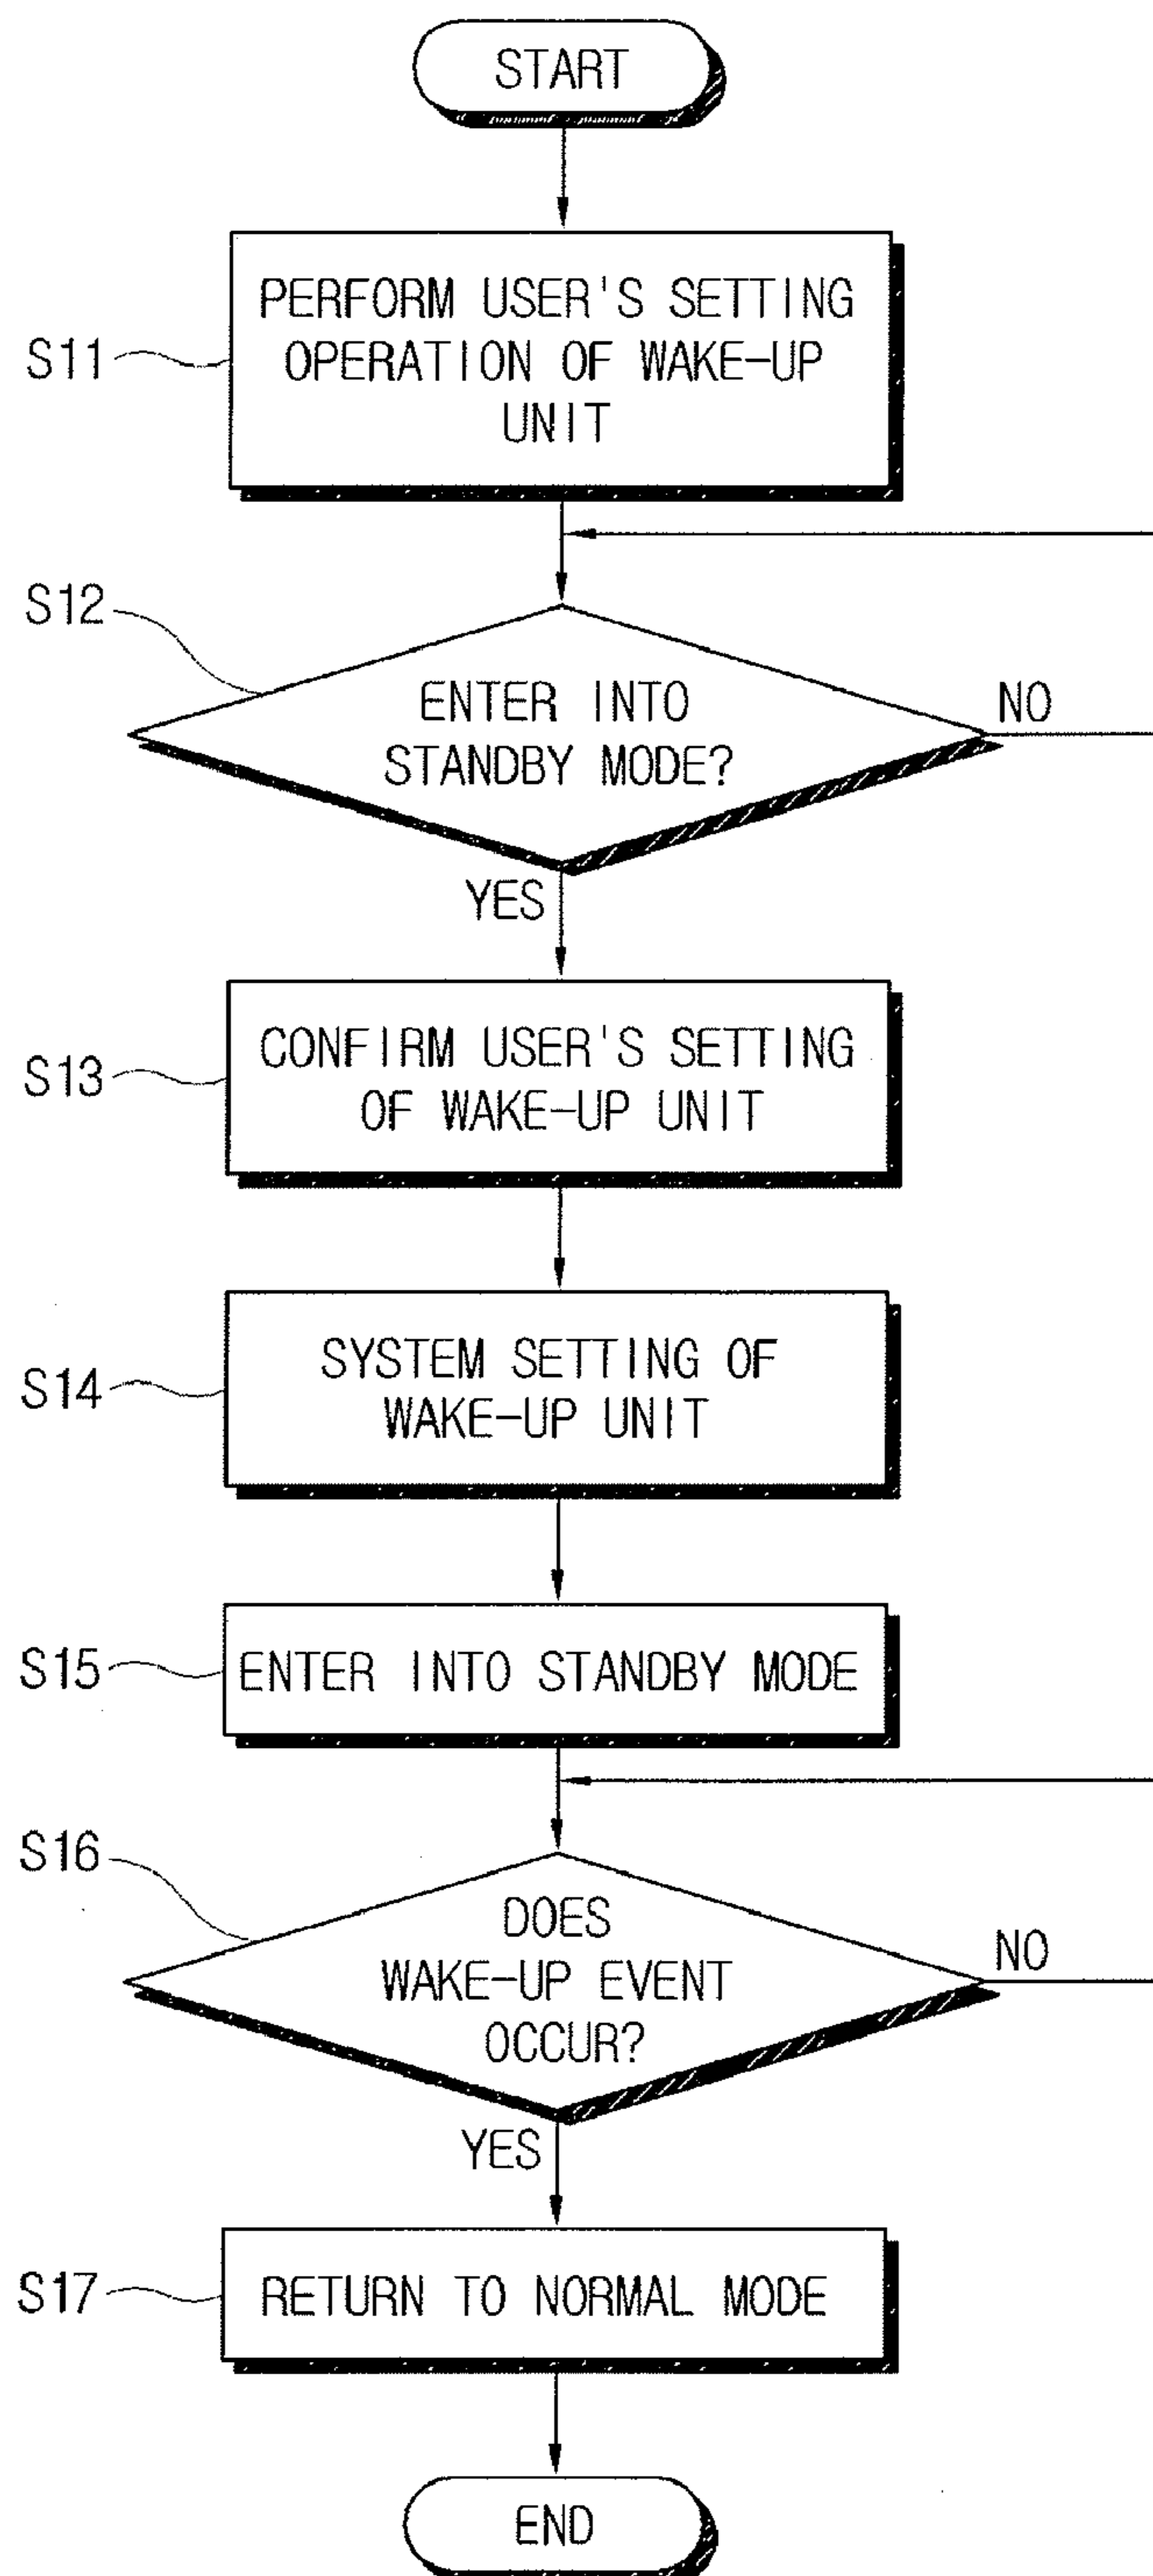 START
S11
PERFORM USER'S SETTING
OPERATION OF WAKE-UP
UNIT
S12
ENTER INTO
STANDBY MODE?
NO
YES
S13
CONFIRM USER'S SETTING
OF WAKE-UP UNIT
S14
SYSTEM SETTING OF
WAKE-UP UNIT
S15
ENTER INTO STANDBY MODE
S16
DOES
WAKE-UP EVENT
OCCUR?
NO
YES
S17
RETURN TO NORMAL MODE
END